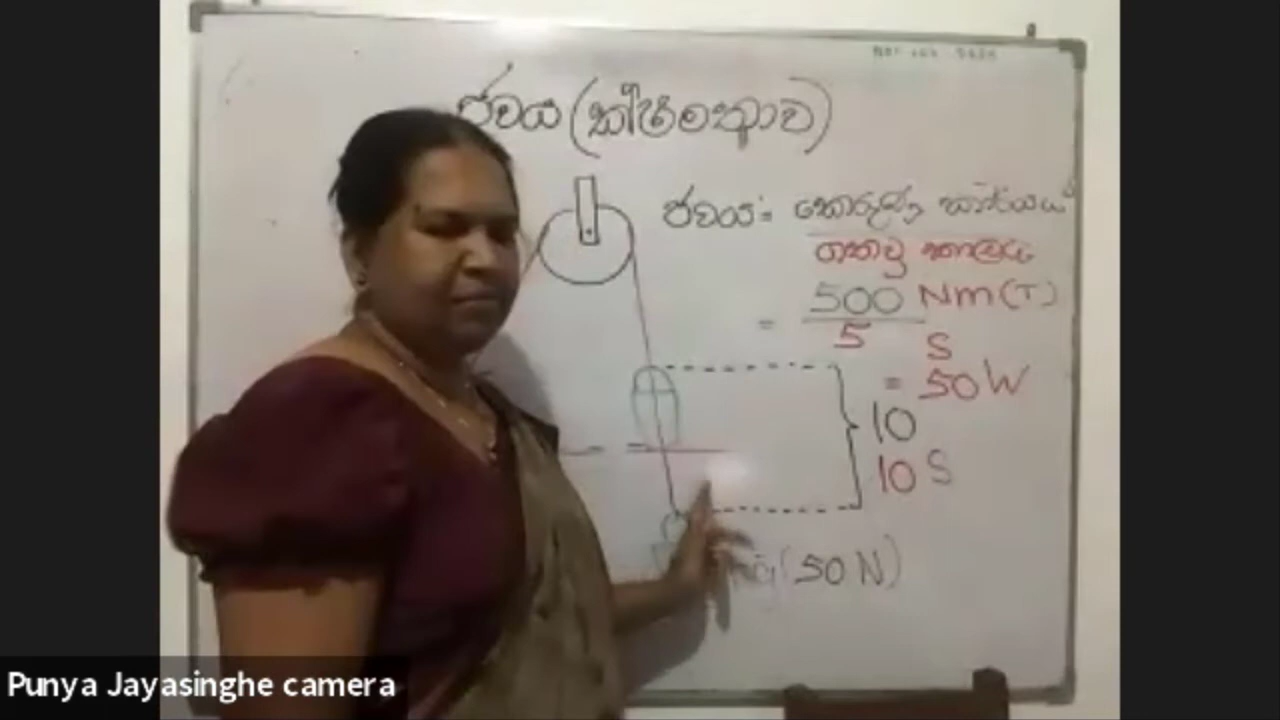 ජවය (ක්ෂමතාව)
ජවය = කෙරුණු කාර්යය
ගතවු කාලය
= 500 Nm (T)
5 S
= 50 W
10
10 S
g (50 N)
Punya Jayasinghe camera